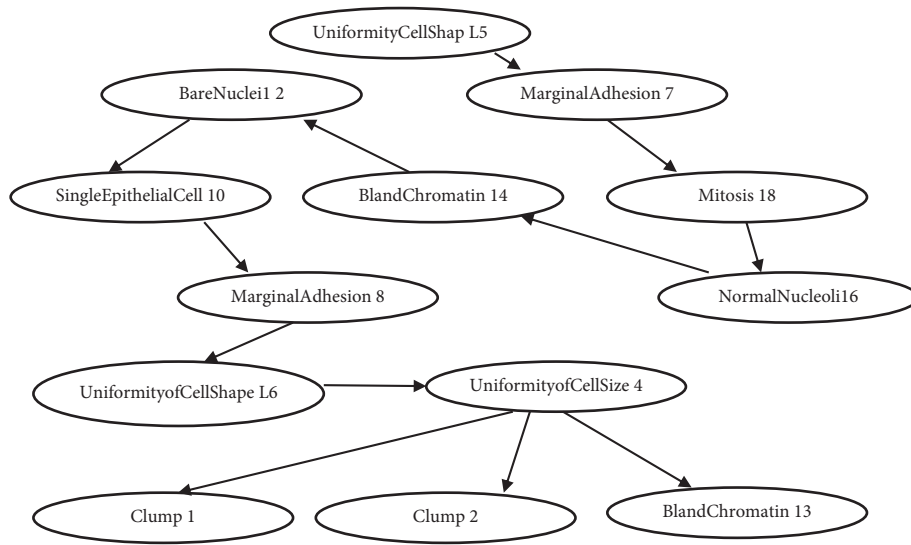 UniformityCellShap L5
BareNuclei1 2
MarginalAdhesion 7
SingleEpithelialCell 10
BlandChromatin 14
Mitosis 18
MarginalAdhesion 8
NormalNucleoli16
UniformityofCellShape L6
UniformityofCellSize 4
Clump 1
Clump 2
BlandChromatin 13